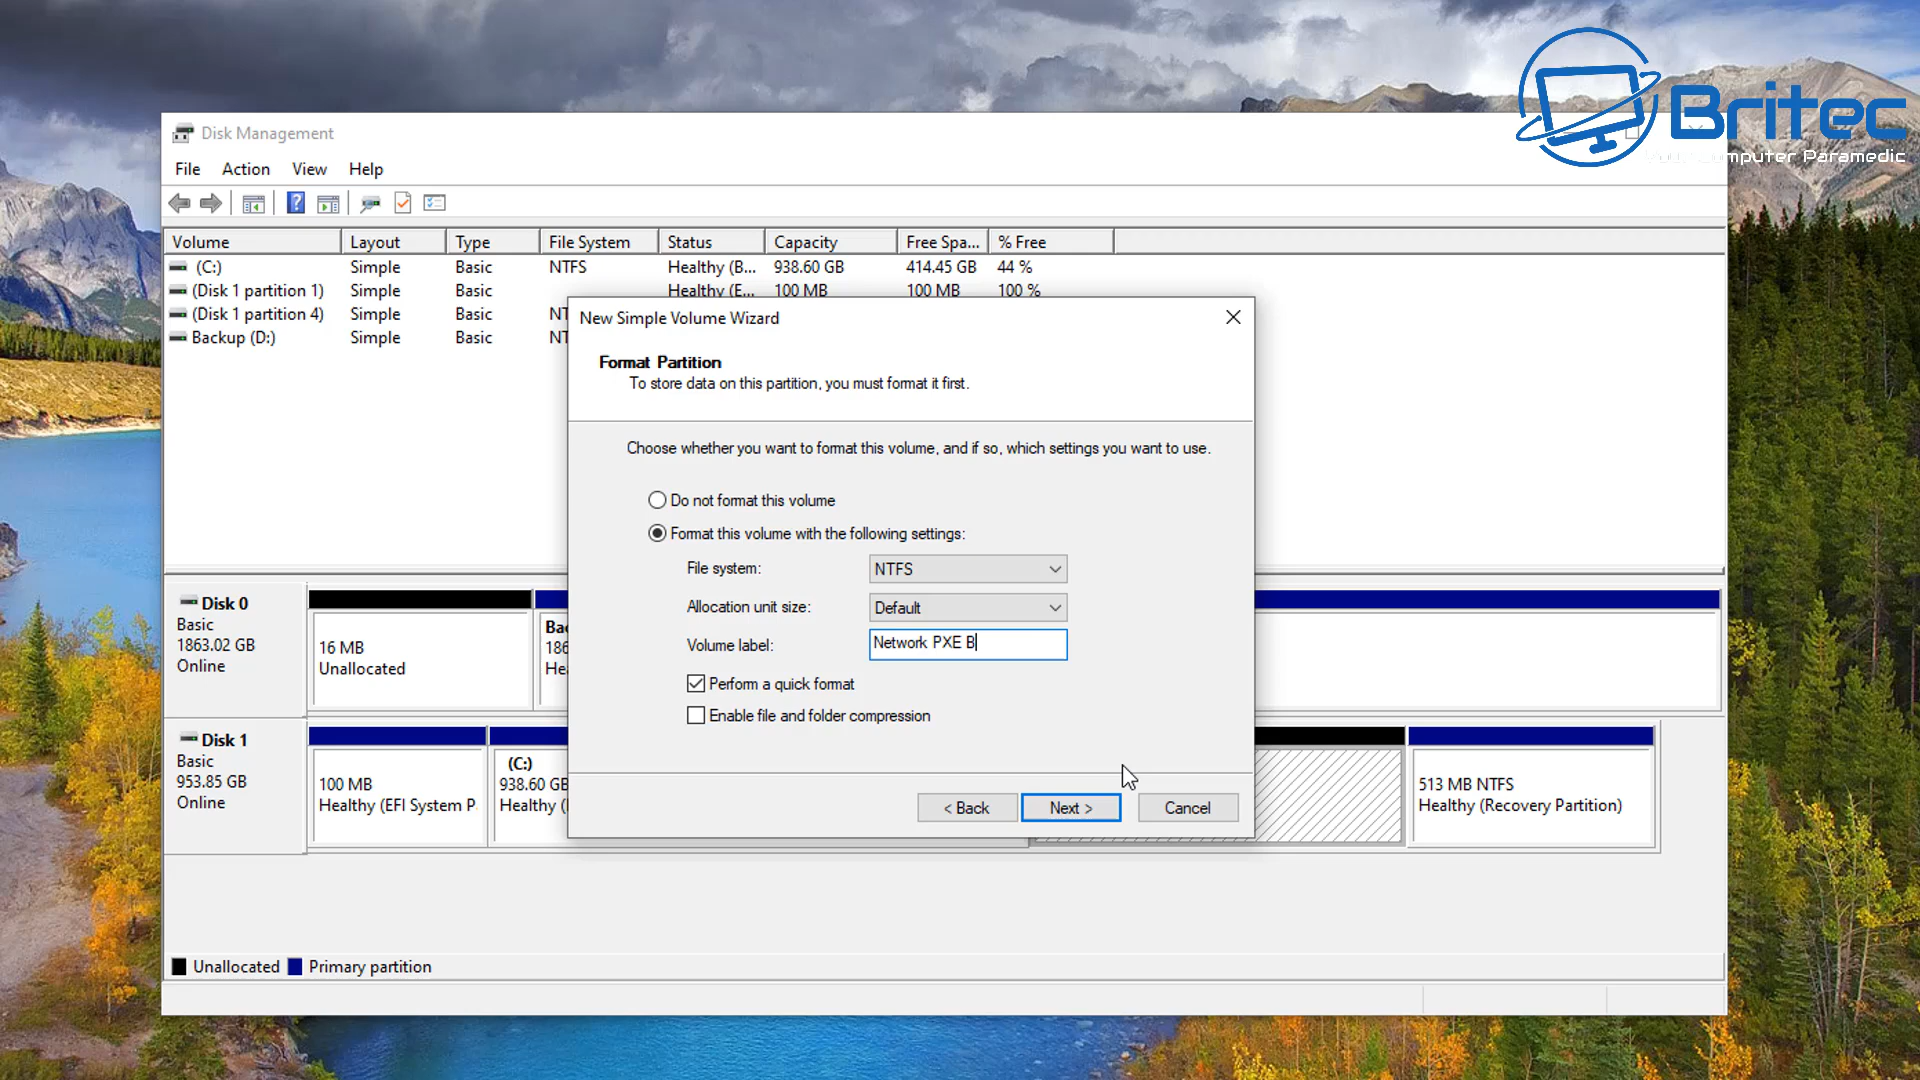 Britec
Your Computer Paramedic
Disk Management
File Action View Help
Volume Layout Type File System Status Capacity Free Spa... % Free
(C:) Simple Basic NTFS Healthy (B... 938.60 GB 414.45 GB 44 %
(Disk 1 partition 1) Simple Basic Healthy (E... 100 MB 100 MB 100 %
(Disk 1 partition 4) Simple Basic NT
Backup (D:) Simple Basic NT
New Simple Volume Wizard
Format Partition
To store data on this partition, you must format it first.
Choose whether you want to format this volume, and if so, which settings you want to use.
Do not format this volume
Format this volume with the following settings:
File system: NTFS
Allocation unit size: Default
Volume label: Network PXE B
Perform a quick format
Enable file and folder compression
< Back Next > Cancel
Disk 0
Basic
1863.02 GB
Online
16 MB
Unallocated
Bac
186
Hea
Disk 1
Basic
953.85 GB
Online
100 MB
Healthy (EFI System P
(C:)
938.60 GB
Healthy (
513 MB NTFS
Healthy (Recovery Partition)
Unallocated Primary partition